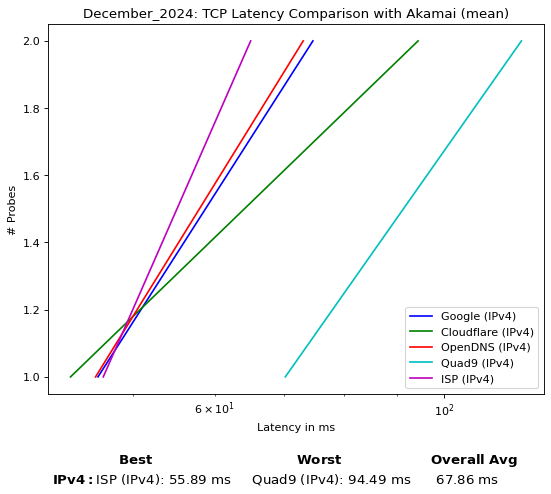 December_2024: TCP Latency Comparison with Akamai (mean)
2.0
1.8
1.6
1.4
1.2
1.0
# Probes
6 × 10¹
10²
Latency in ms
Google (IPv4)
Cloudflare (IPv4)
OpenDNS (IPv4)
Quad9 (IPv4)
ISP (IPv4)
Best Worst Overall Avg
IPv4: ISP (IPv4): 55.89 ms Quad9 (IPv4): 94.49 ms 67.86 ms